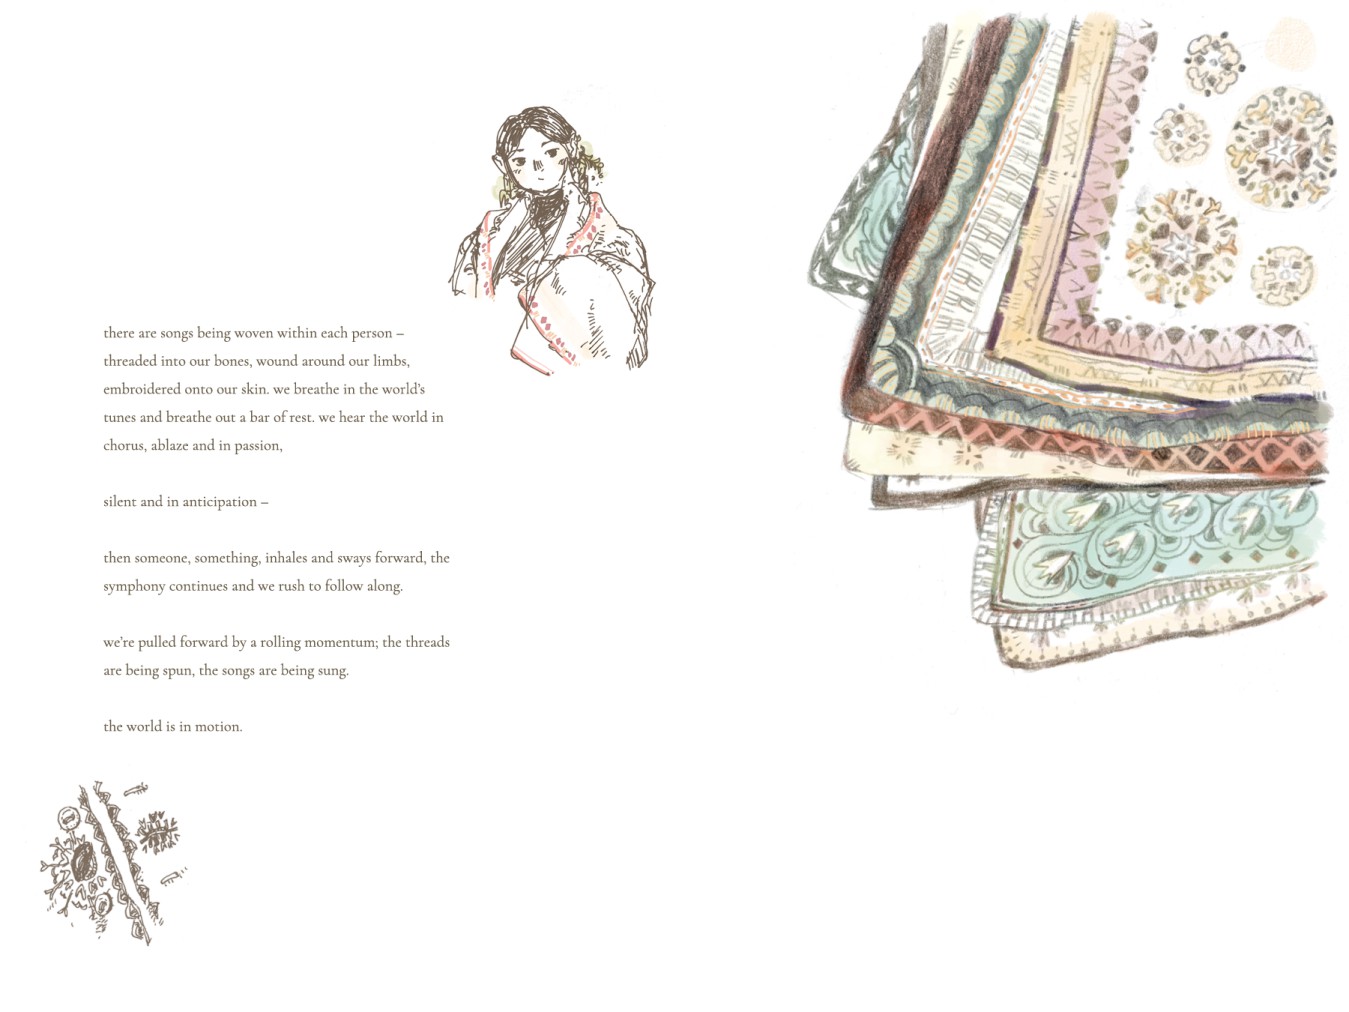 there are songs being woven within each person –
threaded into our bones, wound around our limbs,
embroidered onto our skin. we breathe in the world’s
tunes and breathe out a bar of rest. we hear the world in
chorus, ablaze and in passion,
silent and in anticipation –
then someone, something, inhales and sways forward, the
symphony continues and we rush to follow along.
we’re pulled forward by a rolling momentum; the threads
are being spun, the songs are being sung.
the world is in motion.